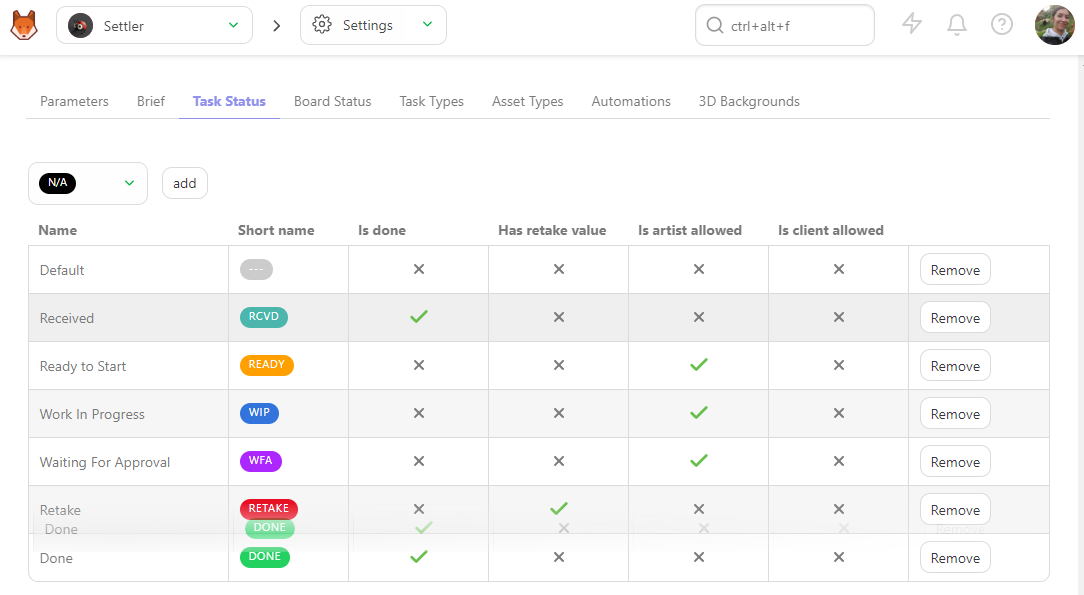 Settler
Settings
ctrl+alt+f
Parameters Brief Task Status Board Status Task Types Asset Types Automations 3D Backgrounds
N/A add
Name Short name Is done Has retake value Is artist allowed Is client allowed
Default --- Remove
Received RCVD Remove
Ready to Start READY Remove
Work In Progress WIP Remove
Waiting For Approval WFA Remove
Retake RETAKE Remove
Done DONE Remove
Done DONE Remove